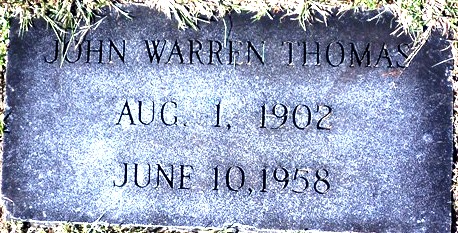 JOHN WARREN THOMAS
AUG. 1, 1902
JUNE 10, 1958